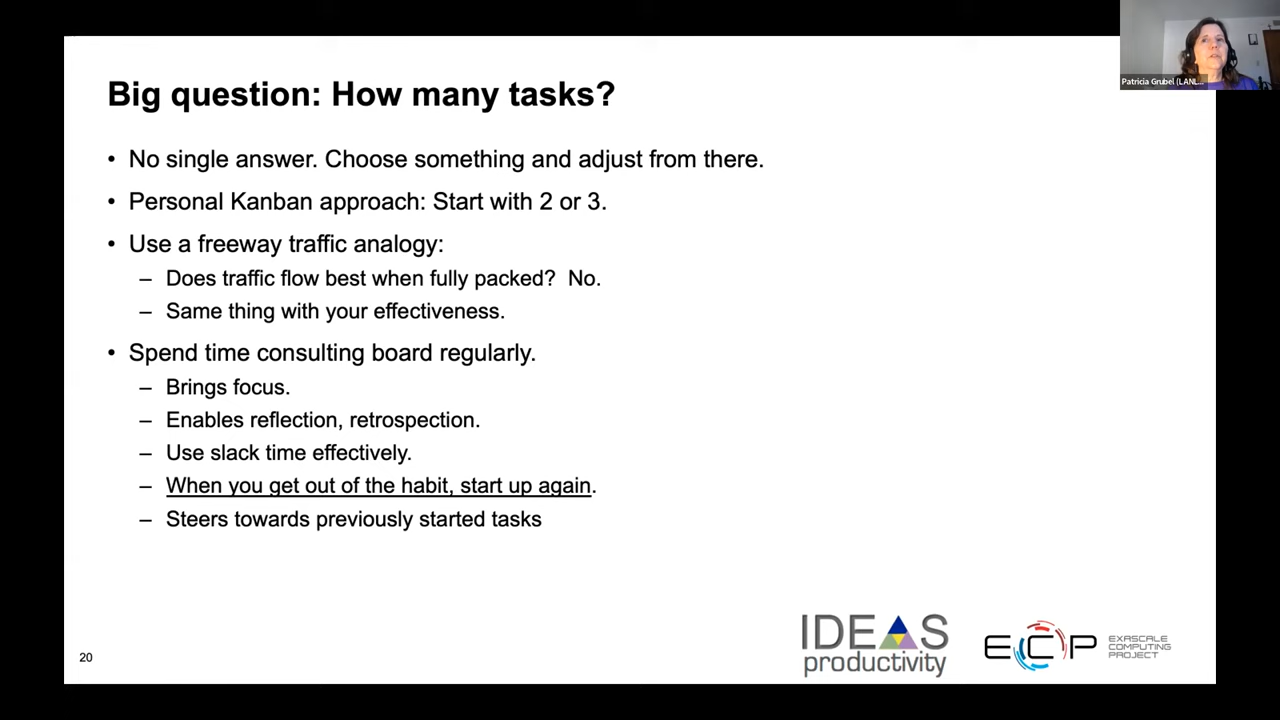 Patricia Grubel (LANL...
Big question: How many tasks?
• No single answer. Choose something and adjust from there.
• Personal Kanban approach: Start with 2 or 3.
• Use a freeway traffic analogy:
– Does traffic flow best when fully packed? No.
– Same thing with your effectiveness.
• Spend time consulting board regularly.
– Brings focus.
– Enables reflection, retrospection.
– Use slack time effectively.
– When you get out of the habit, start up again.
– Steers towards previously started tasks
20
IDEAS
productivity
ECP
EXASCALE
COMPUTING
PROJECT